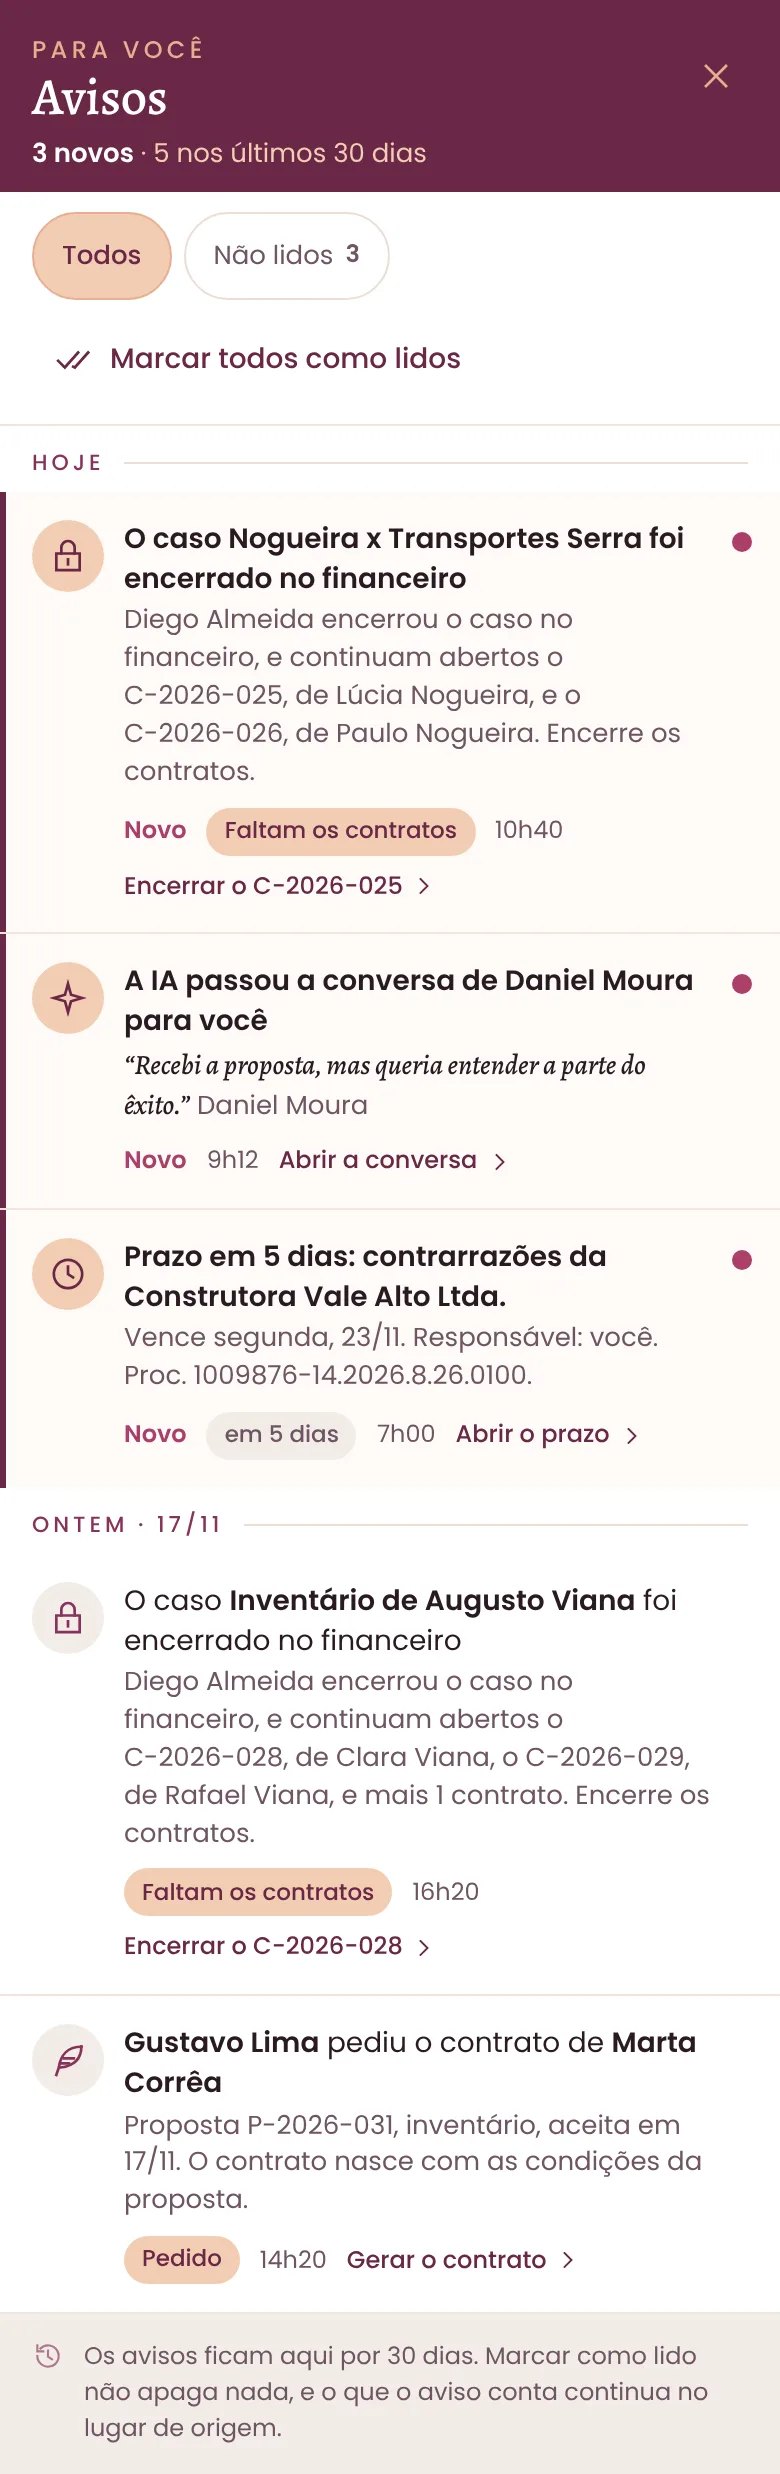 PARA VOCÊ
Avisos
3 novos · 5 nos últimos 30 dias
Todos
Não lidos 3
Marcar todos como lidos
HOJE
O caso Nogueira x Transportes Serra foi
encerrado no financeiro
Diego Almeida encerrou o caso no
financeiro, e continuam abertos o
C-2026-025, de Lúcia Nogueira, e o
C-2026-026, de Paulo Nogueira. Encerre os
contratos.
Novo Faltam os contratos 10h40
Encerrar o C-2026-025
A IA passou a conversa de Daniel Moura
para você
“Recebi a proposta, mas queria entender a parte do
êxito.” Daniel Moura
Novo 9h12 Abrir a conversa
Prazo em 5 dias: contrarrazões da
Construtora Vale Alto Ltda.
Vence segunda, 23/11. Responsável: você.
Proc. 1009876-14.2026.8.26.0100.
Novo em 5 dias 7h00 Abrir o prazo
ONTEM · 17/11
O caso Inventário de Augusto Viana foi
encerrado no financeiro
Diego Almeida encerrou o caso no
financeiro, e continuam abertos o
C-2026-028, de Clara Viana, o C-2026-029,
de Rafael Viana, e mais 1 contrato. Encerre os
contratos.
Faltam os contratos 16h20
Encerrar o C-2026-028
Gustavo Lima pediu o contrato de Marta
Corrêa
Proposta P-2026-031, inventário, aceita em
17/11. O contrato nasce com as condições da
proposta.
Pedido 14h20 Gerar o contrato
Os avisos ficam aqui por 30 dias. Marcar como lido
não apaga nada, e o que o aviso conta continua no
lugar de origem.